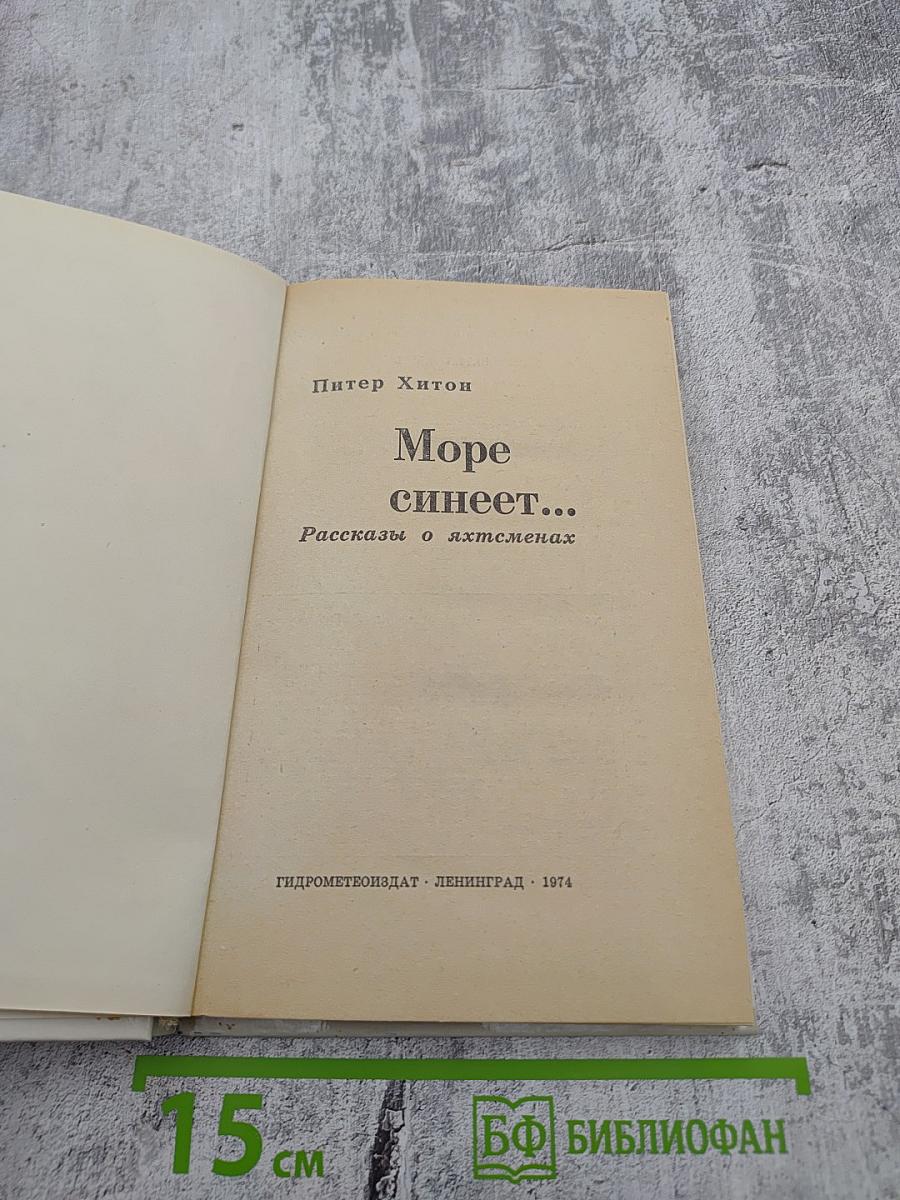 Питер Хитон
Море
синеет...
Рассказы о яхтсменах
ГИДРОМЕТЕОИЗДАТ · ЛЕНИНГРАД · 1974
15 см
БФ БИБЛИОФАН